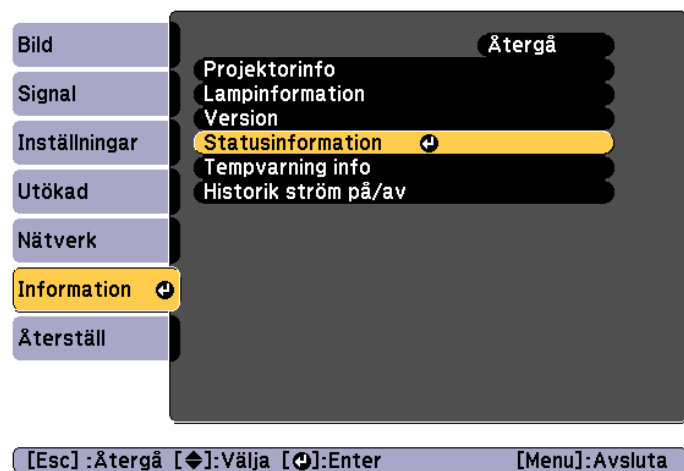 Bild
Signal
Inställningar
Utökad
Nätverk
Information
Återställ
Återgå
Projektorinfo
Lampinformation
Version
Statusinformation
Tempvarning info
Historik ström på/av
[Esc] :Återgå [◆]:Välja [↵]:Enter [Menu]:Avsluta